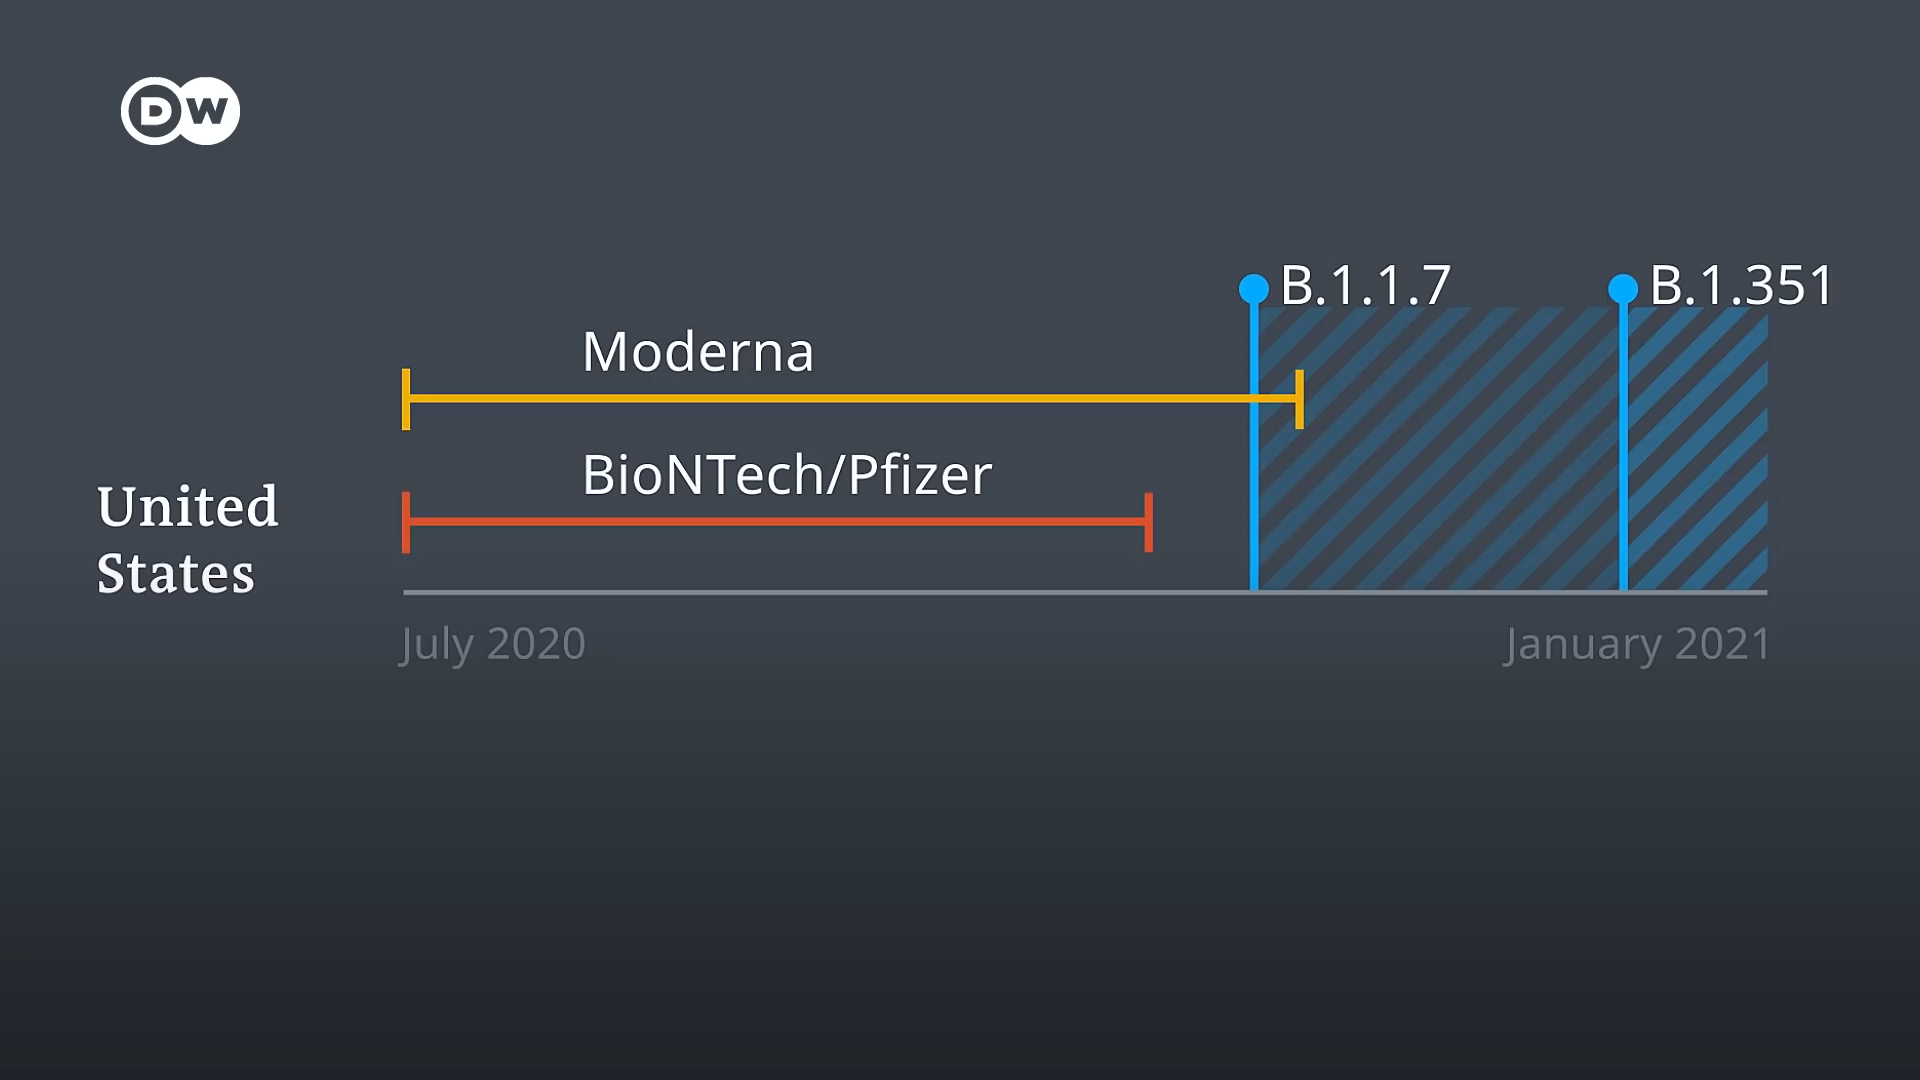 DW
B.1.1.7
B.1.351
Moderna
BioNTech/Pfizer
United
States
July 2020
January 2021